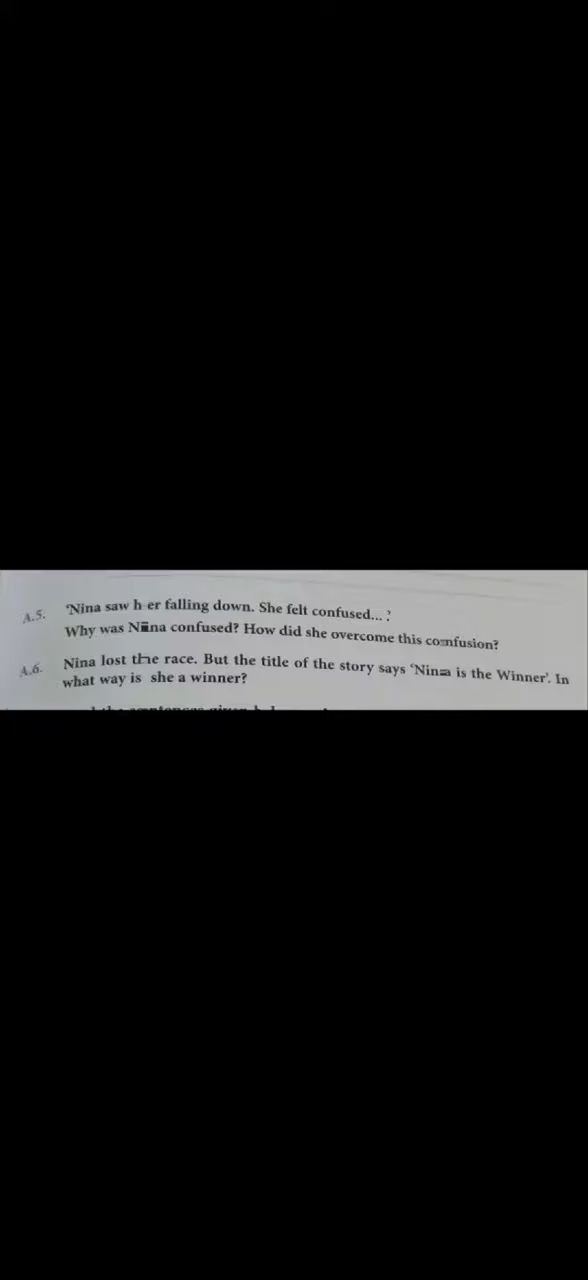 A.5. 'Nina saw her falling down. She felt confused... '
Why was Nina confused? How did she overcome this confusion?
A.6. Nina lost the race. But the title of the story says 'Nina is the Winner'. In
what way is she a winner?